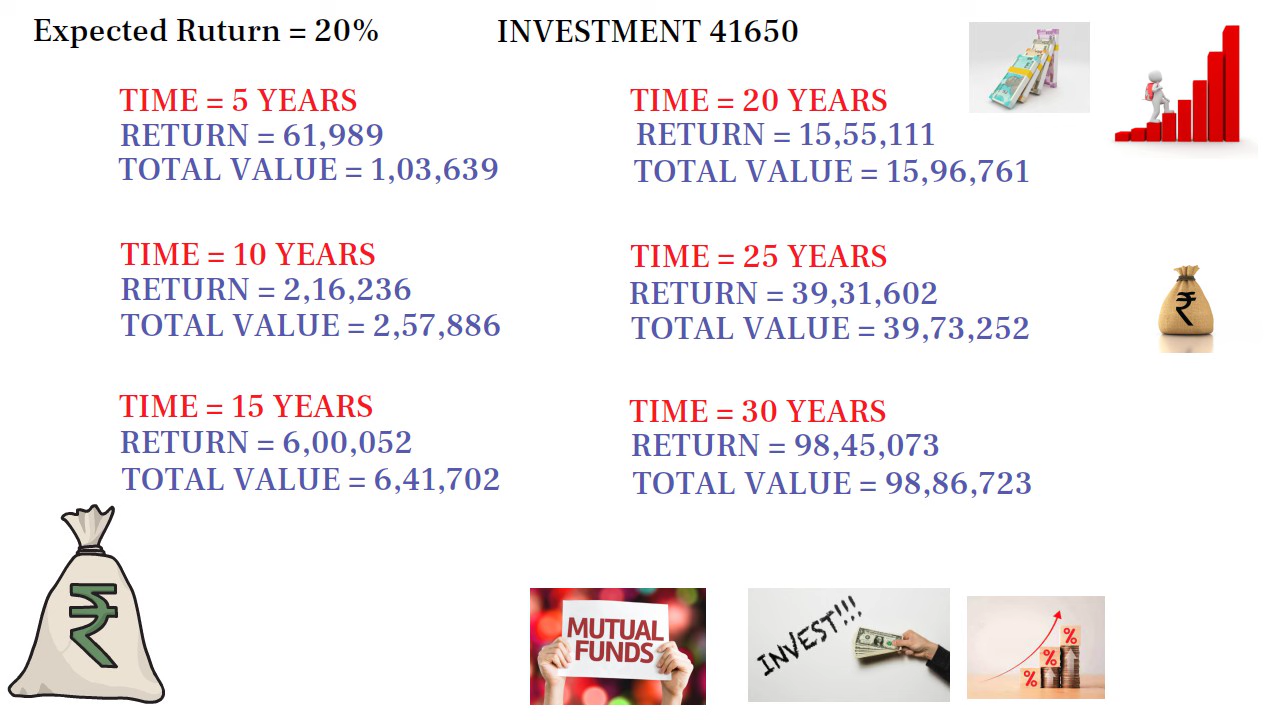 Expected Ruturn = 20%
INVESTMENT 41650
TIME = 5 YEARS
RETURN = 61,989
TOTAL VALUE = 1,03,639
TIME = 10 YEARS
RETURN = 2,16,236
TOTAL VALUE = 2,57,886
TIME = 15 YEARS
RETURN = 6,00,052
TOTAL VALUE = 6,41,702
TIME = 20 YEARS
RETURN = 15,55,111
TOTAL VALUE = 15,96,761
TIME = 25 YEARS
RETURN = 39,31,602
TOTAL VALUE = 39,73,252
TIME = 30 YEARS
RETURN = 98,45,073
TOTAL VALUE = 98,86,723
₹
₹
MUTUAL
FUNDS
INVEST!!!
%
%
%